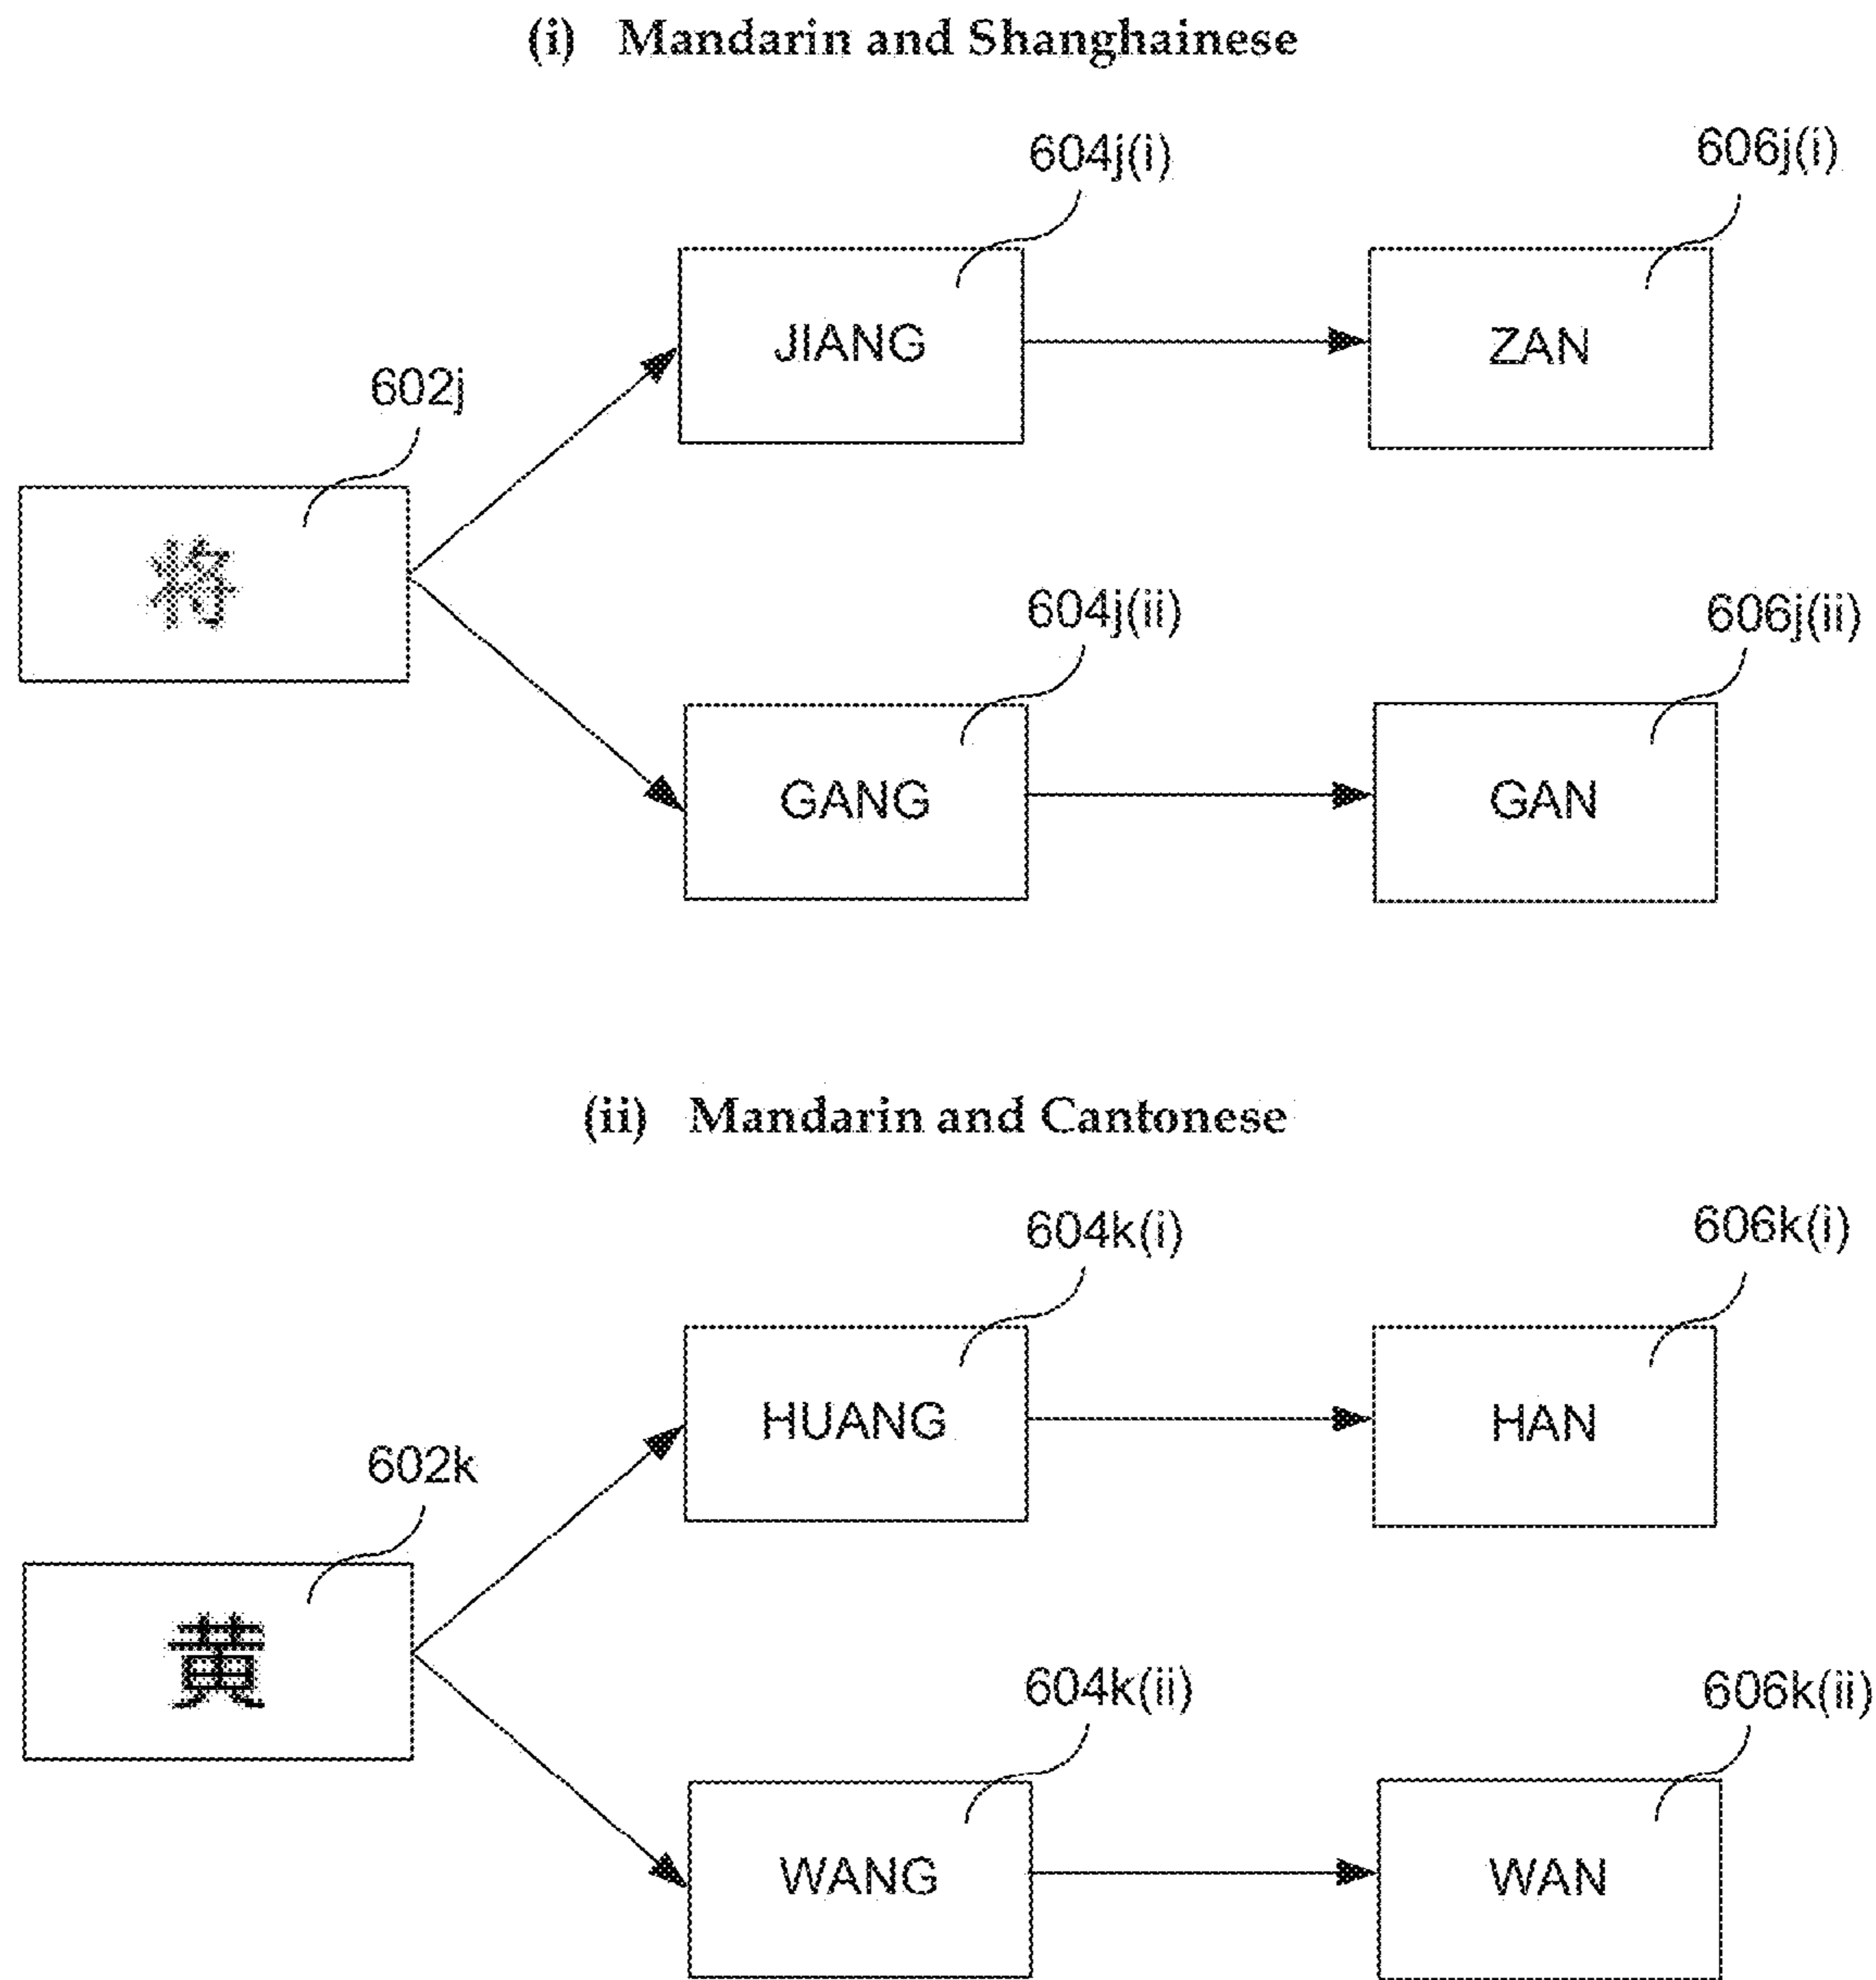 (i) Mandarin and Shanghainese
604j(i)
606j(i)
JIANG
ZAN
602j
将
604j(ii)
606j(ii)
GANG
GAN
(ii) Mandarin and Cantonese
604k(i)
606k(i)
HUANG
HAN
602k
黄
604k(ii)
606k(ii)
WANG
WAN